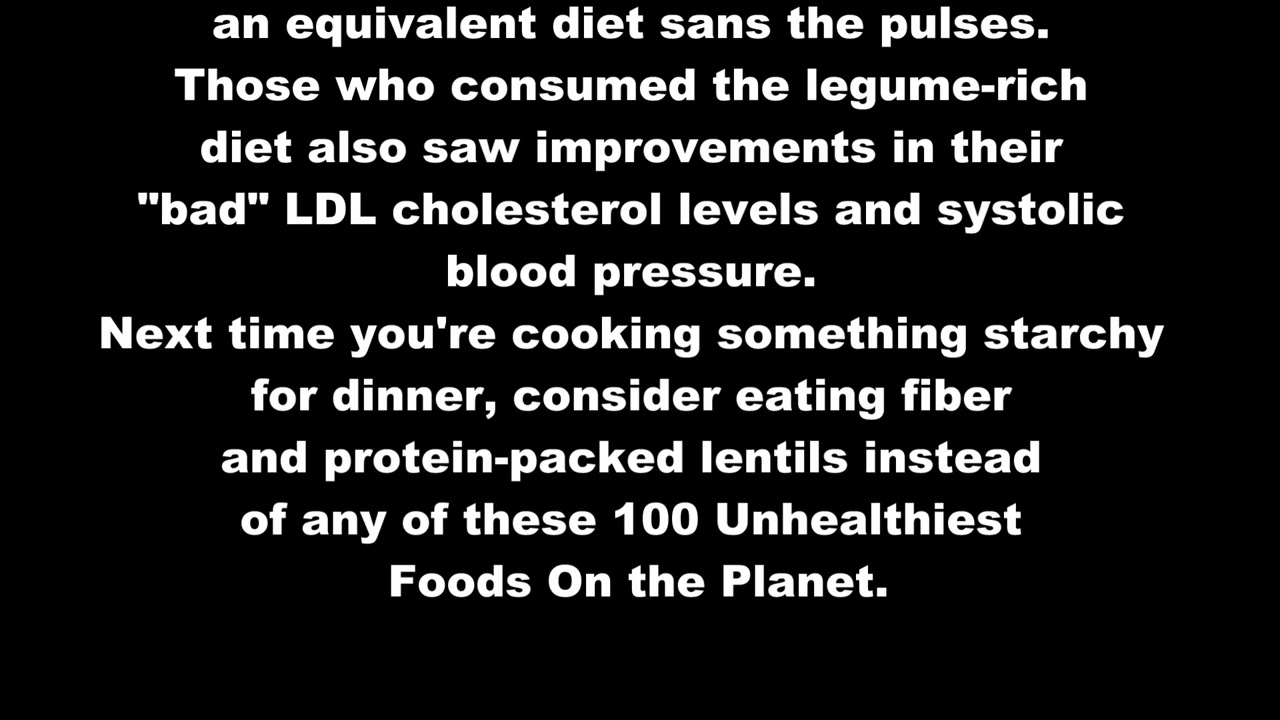 an equivalent diet sans the pulses.
Those who consumed the legume-rich
diet also saw improvements in their
"bad" LDL cholesterol levels and systolic
blood pressure.
Next time you're cooking something starchy
for dinner, consider eating fiber
and protein-packed lentils instead
of any of these 100 Unhealthiest
Foods On the Planet.